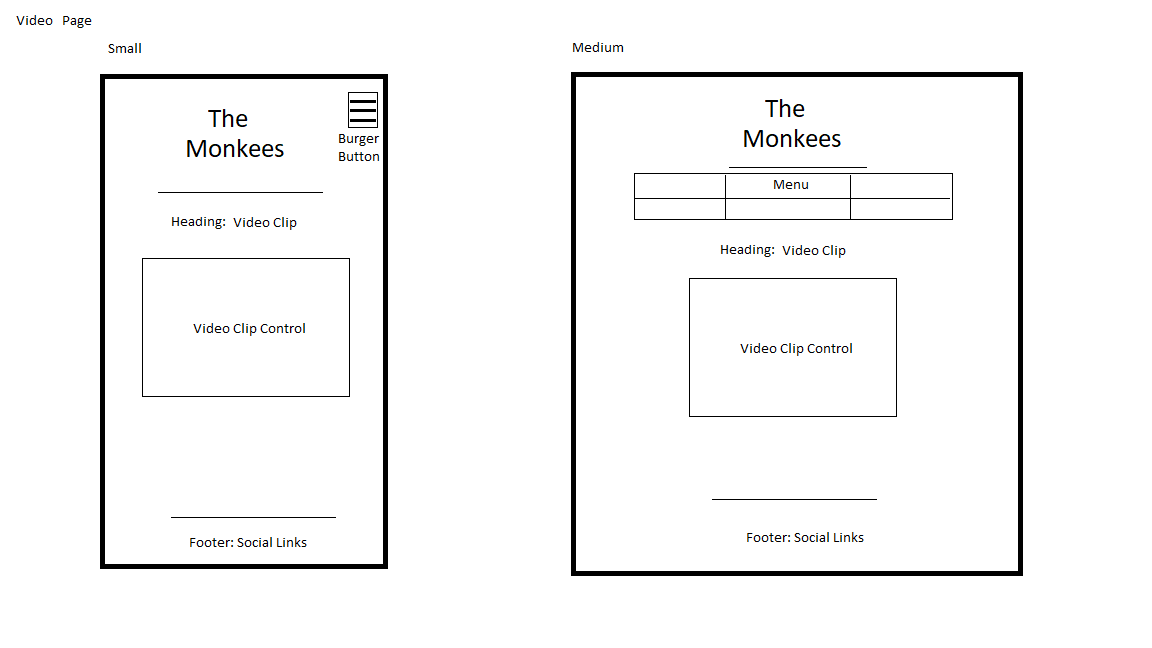 Video Page
Small
The
Monkees
Burger
Button
Heading: Video Clip
Video Clip Control
Footer: Social Links
Medium
The
Monkees
Menu
Heading: Video Clip
Video Clip Control
Footer: Social Links